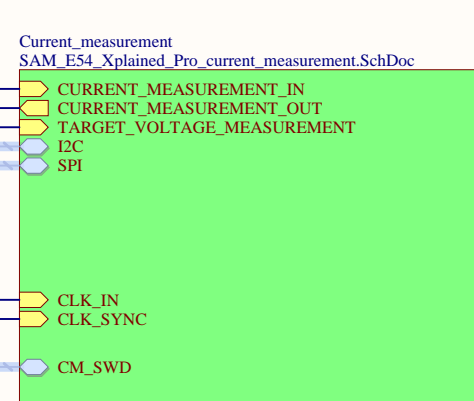 Current_measurement
SAM_E54_Xplained_Pro_current_measurement.SchDoc
CURRENT_MEASUREMENT_IN
CURRENT_MEASUREMENT_OUT
TARGET_VOLTAGE_MEASUREMENT
I2C
SPI
CLK_IN
CLK_SYNC
CM_SWD